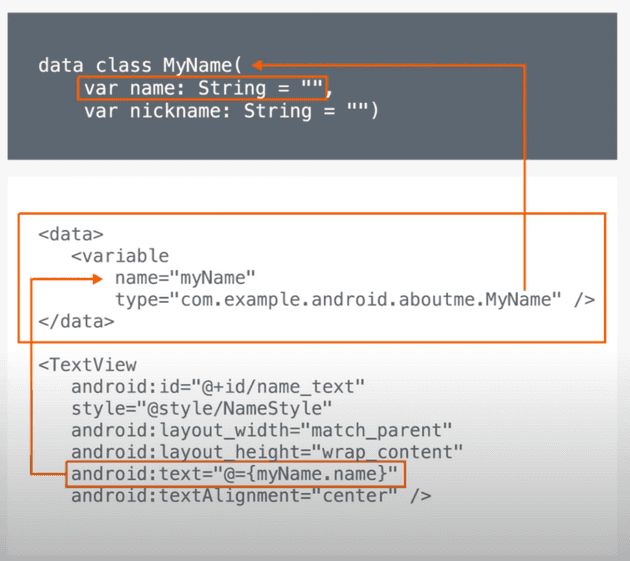 data class MyName(
var name: String = "",
var nickname: String = "")
<data>
<variable
name="myName"
type="com.example.android.aboutme.MyName" />
</data>
<TextView
android:id="@+id/name_text"
style="@style/NameStyle"
android:layout_width="match_parent"
android:layout_height="wrap_content"
android:text="@={myName.name}"
android:textAlignment="center" />